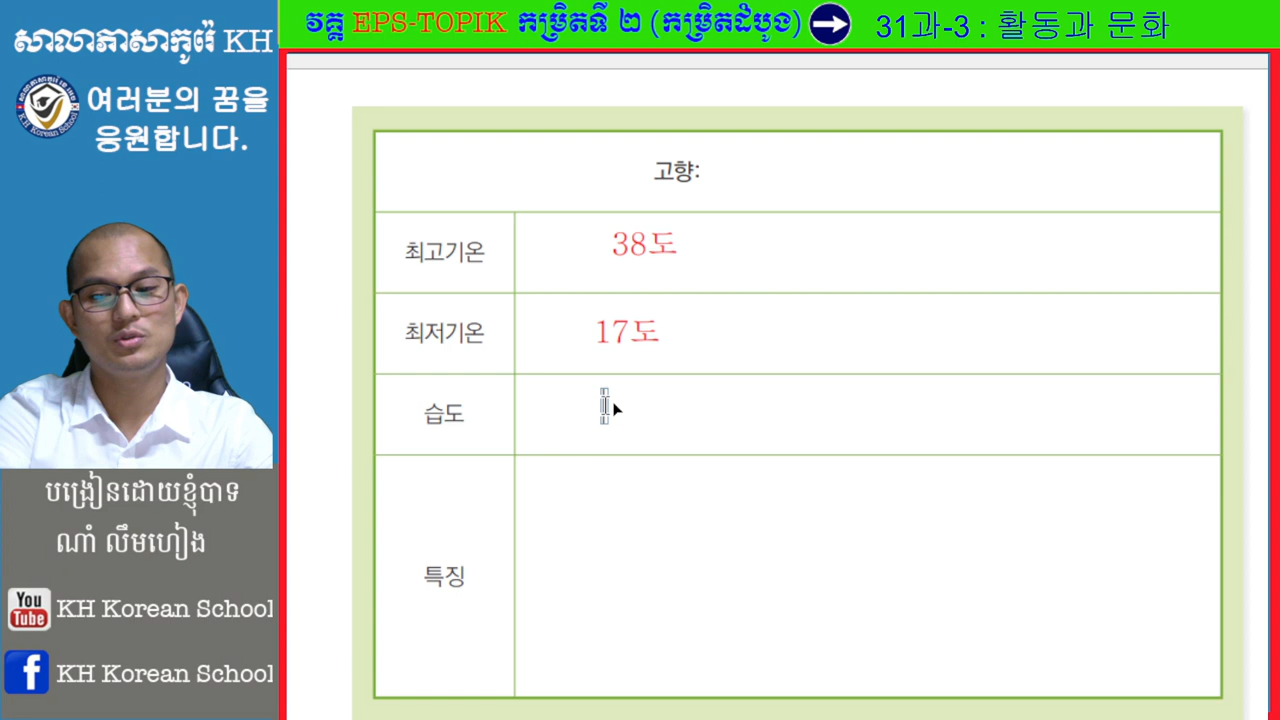 សាលាភាសាកូរ៉េ KH
여러분의 꿈을
응원합니다.
បង្រៀនដោយខ្ញុំបាទ
ណាំ លឹមហៀង
You Tube KH Korean School
f KH Korean School
វគ្គ EPS-TOPIK កម្រិតទី ២ (កម្រិតដំបូង) 31과-3 : 활동과 문화
고향:
최고기온 38도
최저기온 17도
습도
특징